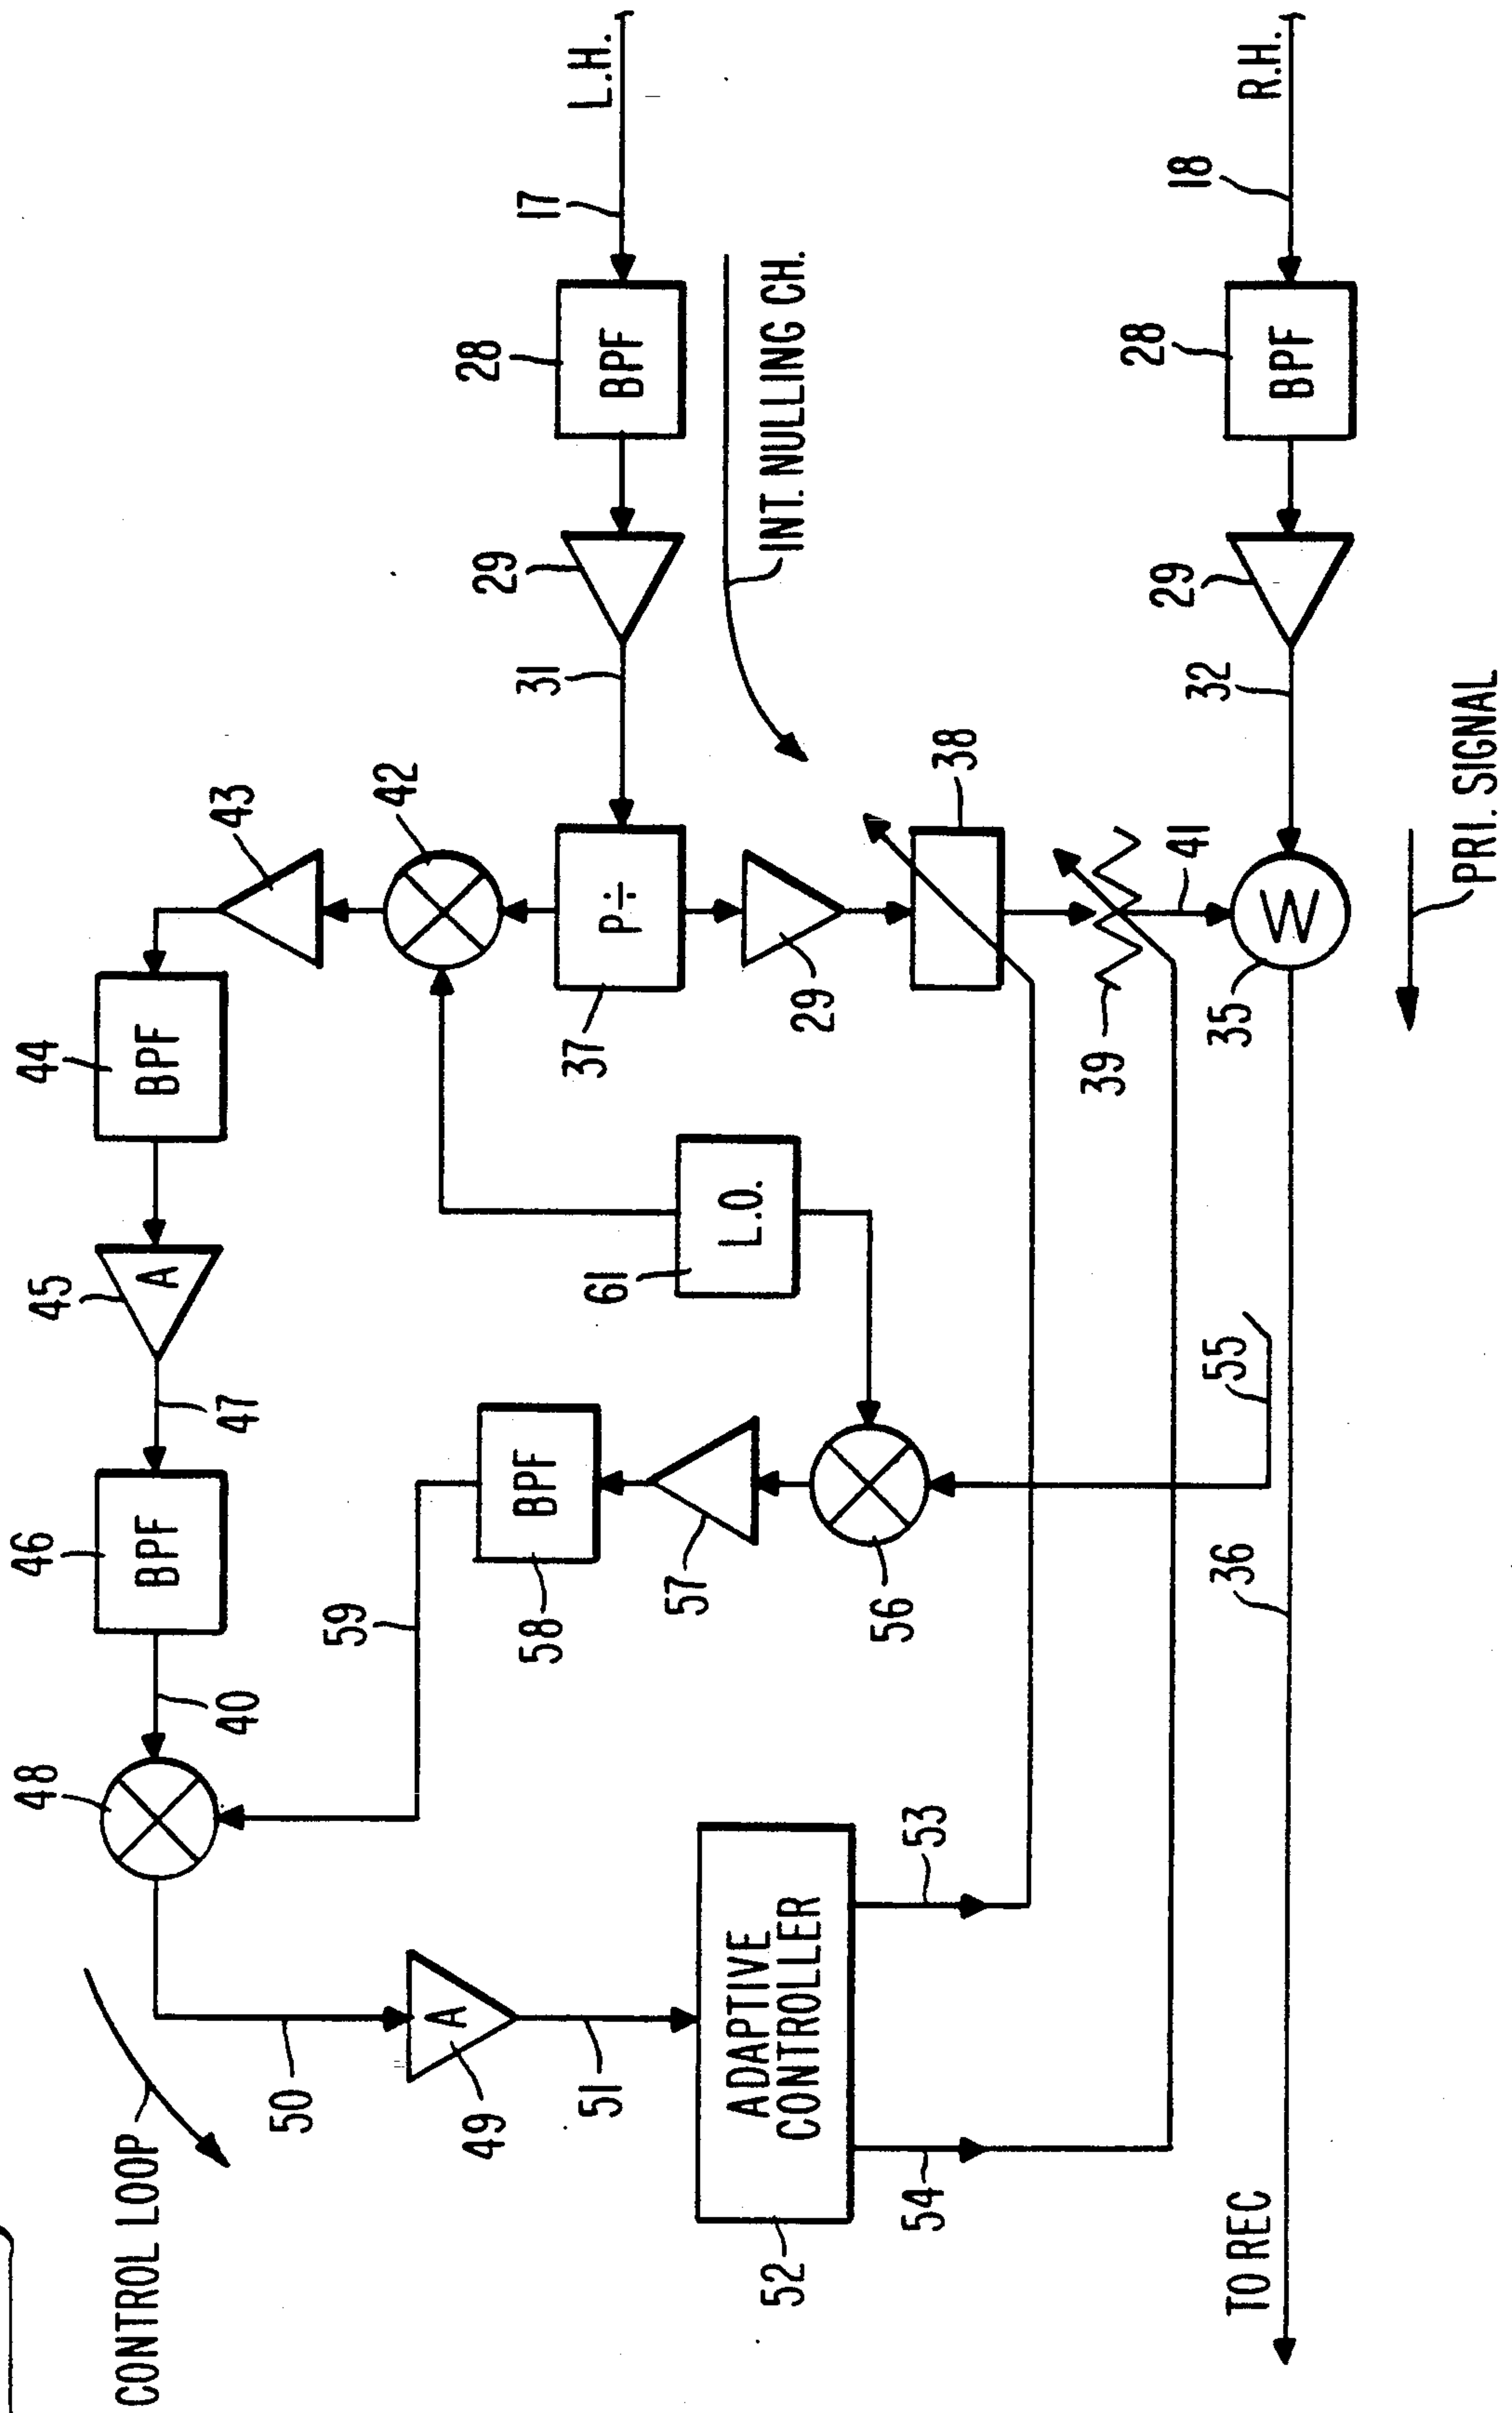 48
46
45
44
CONTROL LOOP
BPF
A
BPF
40
47
43
50
59
42
49
A
58
BPF
37
31
29
28
17
L.H.
51
61
P÷
BPF
57
L.O.
ADAPTIVE
CONTROLLER
52
INT. NULLING CH.
29
56
38
54
53
39
41
35
32
29
28
18
55
36
TO REC
W
BPF
R.H.
PRI. SIGNAL